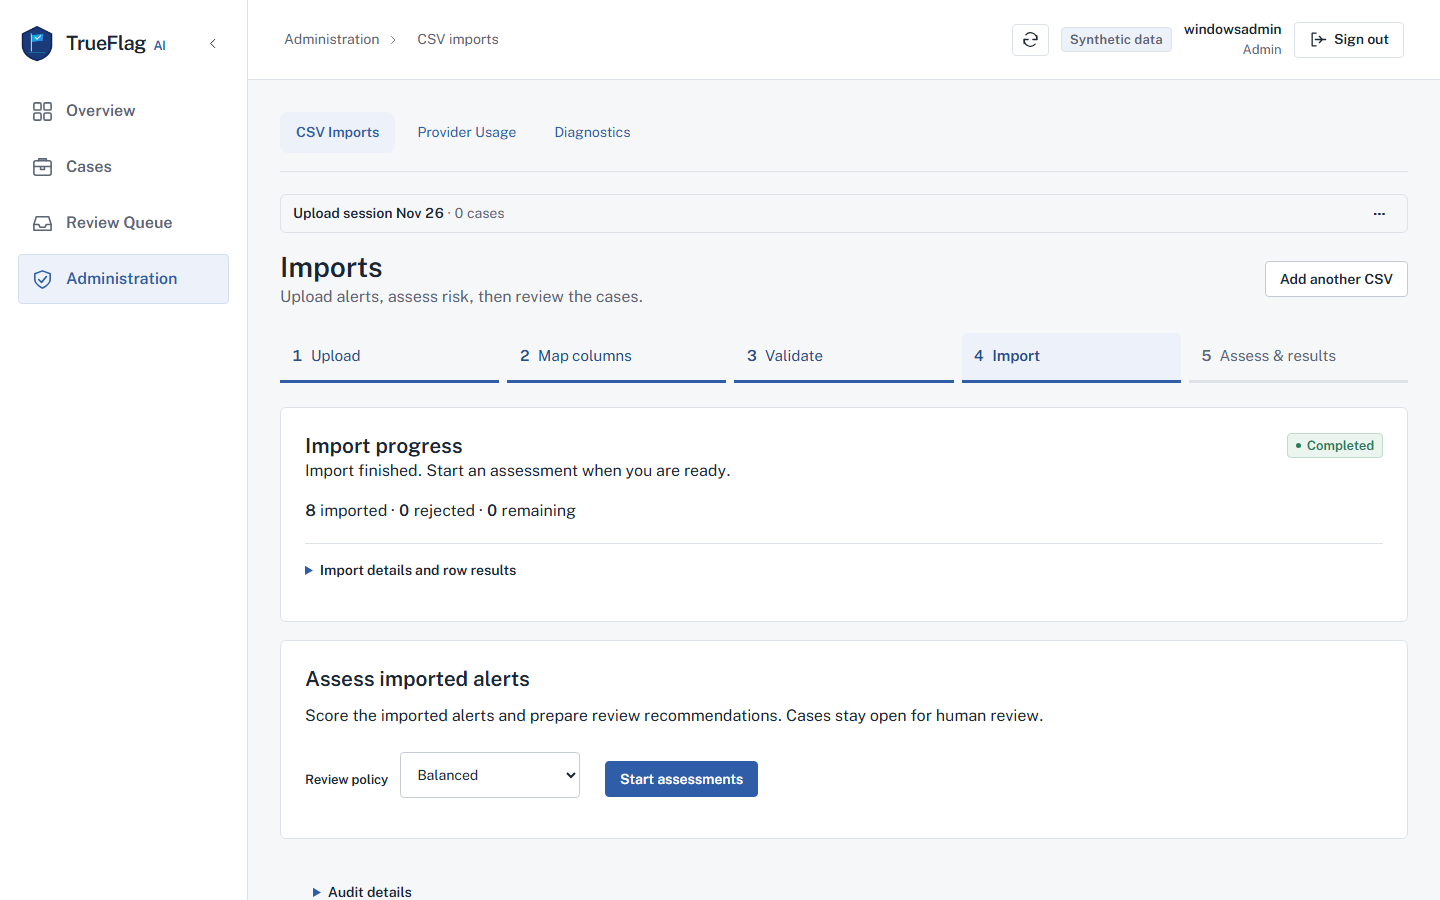 TrueFlag AI
Overview
Cases
Review Queue
Administration
Administration
CSV imports
Synthetic data
windowsadmin
Admin
Sign out
CSV Imports
Provider Usage
Diagnostics
Upload session Nov 26 · 0 cases
Imports
Upload alerts, assess risk, then review the cases.
Add another CSV
1 Upload
2 Map columns
3 Validate
4 Import
5 Assess & results
Import progress
Completed
Import finished. Start an assessment when you are ready.
8 imported · 0 rejected · 0 remaining
Import details and row results
Assess imported alerts
Score the imported alerts and prepare review recommendations. Cases stay open for human review.
Review policy
Balanced
Start assessments
Audit details